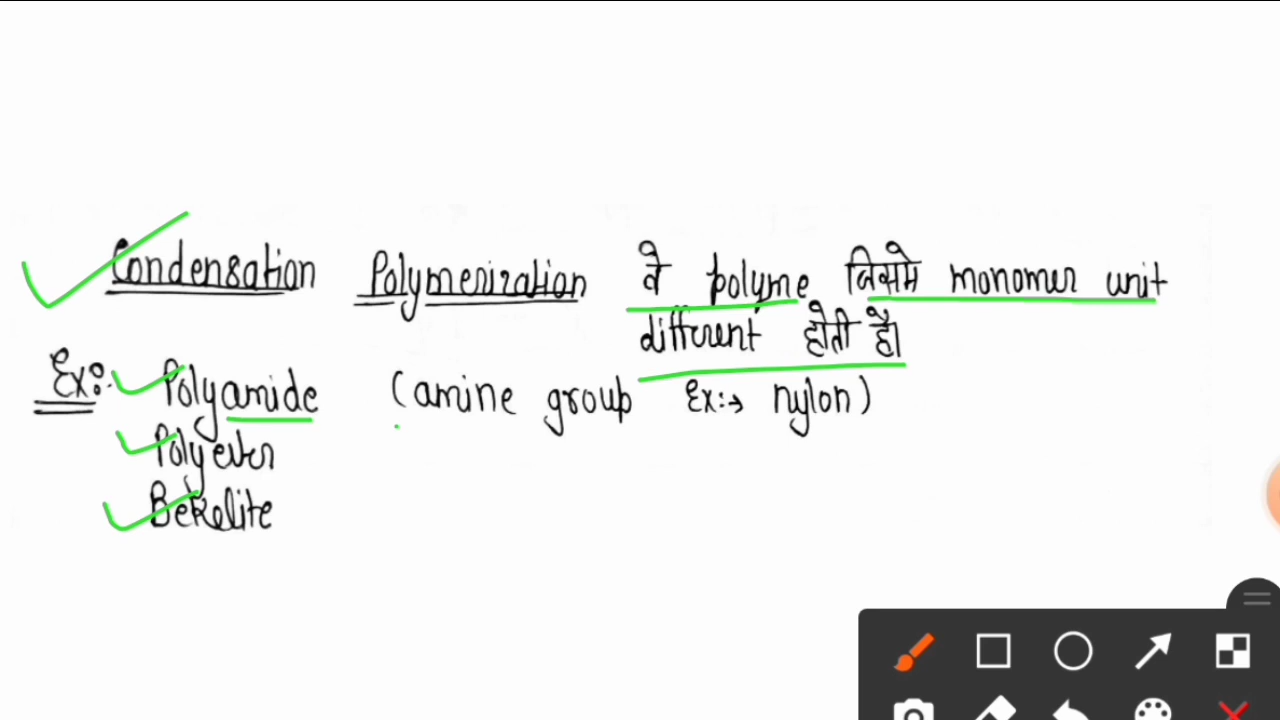 Condensation Polymerization वे polyme जिसमे monomer unit
different होती है।
Ex:- Polyamide (amine group Ex:→ nylon)
Polyester
Bekelite